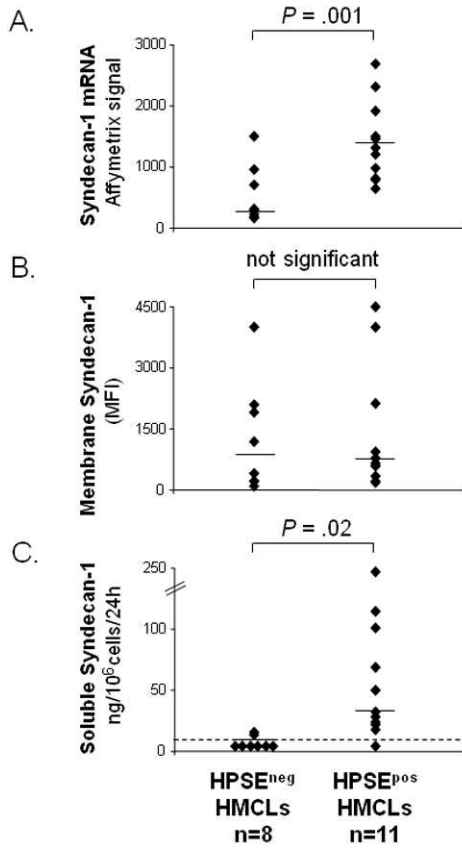 A.
P = .001
Syndecan-1 mRNA
Affymetrix signal
3000
2000
1000
0
B.
not significant
Membrane Syndecan-1
(MFI)
4500
3000
1500
0
C.
P = .02
Soluble Syndecan-1
ng/10⁶cells/24h
250
100
50
0
HPSEⁿᵉᵍ HPSEᵖᵒˢ
HMCLs HMCLs
n=8 n=11